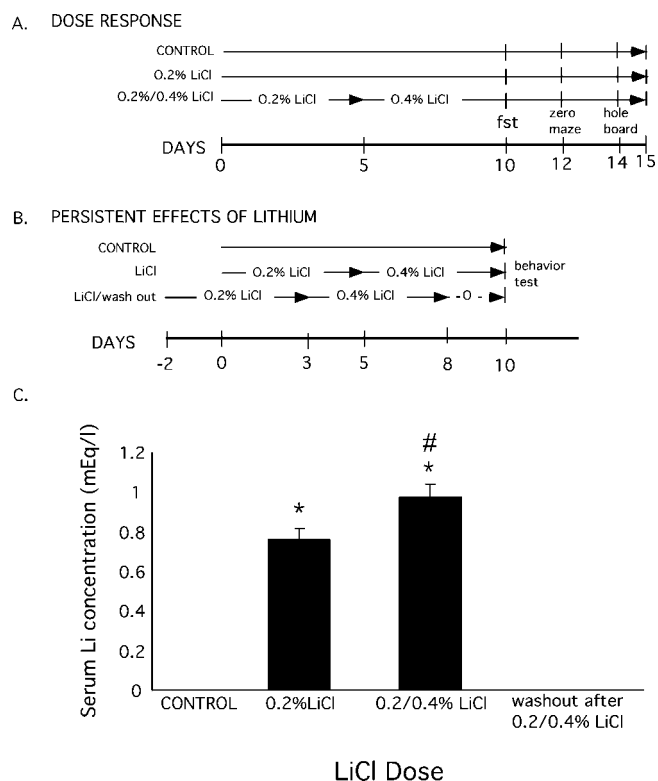 A. DOSE RESPONSE
CONTROL
0.2% LiCl
0.2%/0.4% LiCl 0.2% LiCl 0.4% LiCl
fst zero maze hole board
DAYS
0 5 10 12 14 15
B. PERSISTENT EFFECTS OF LITHIUM
CONTROL
LiCl 0.2% LiCl 0.4% LiCl behavior test
LiCl/wash out 0.2% LiCl 0.4% LiCl -0-
DAYS
-2 0 3 5 8 10
C.
Serum Li concentration (mEq/l)
1.2
1
0.8
0.6
0.4
0.2
0
* # *
CONTROL 0.2%LiCl 0.2/0.4% LiCl washout after
0.2/0.4% LiCl
LiCl Dose